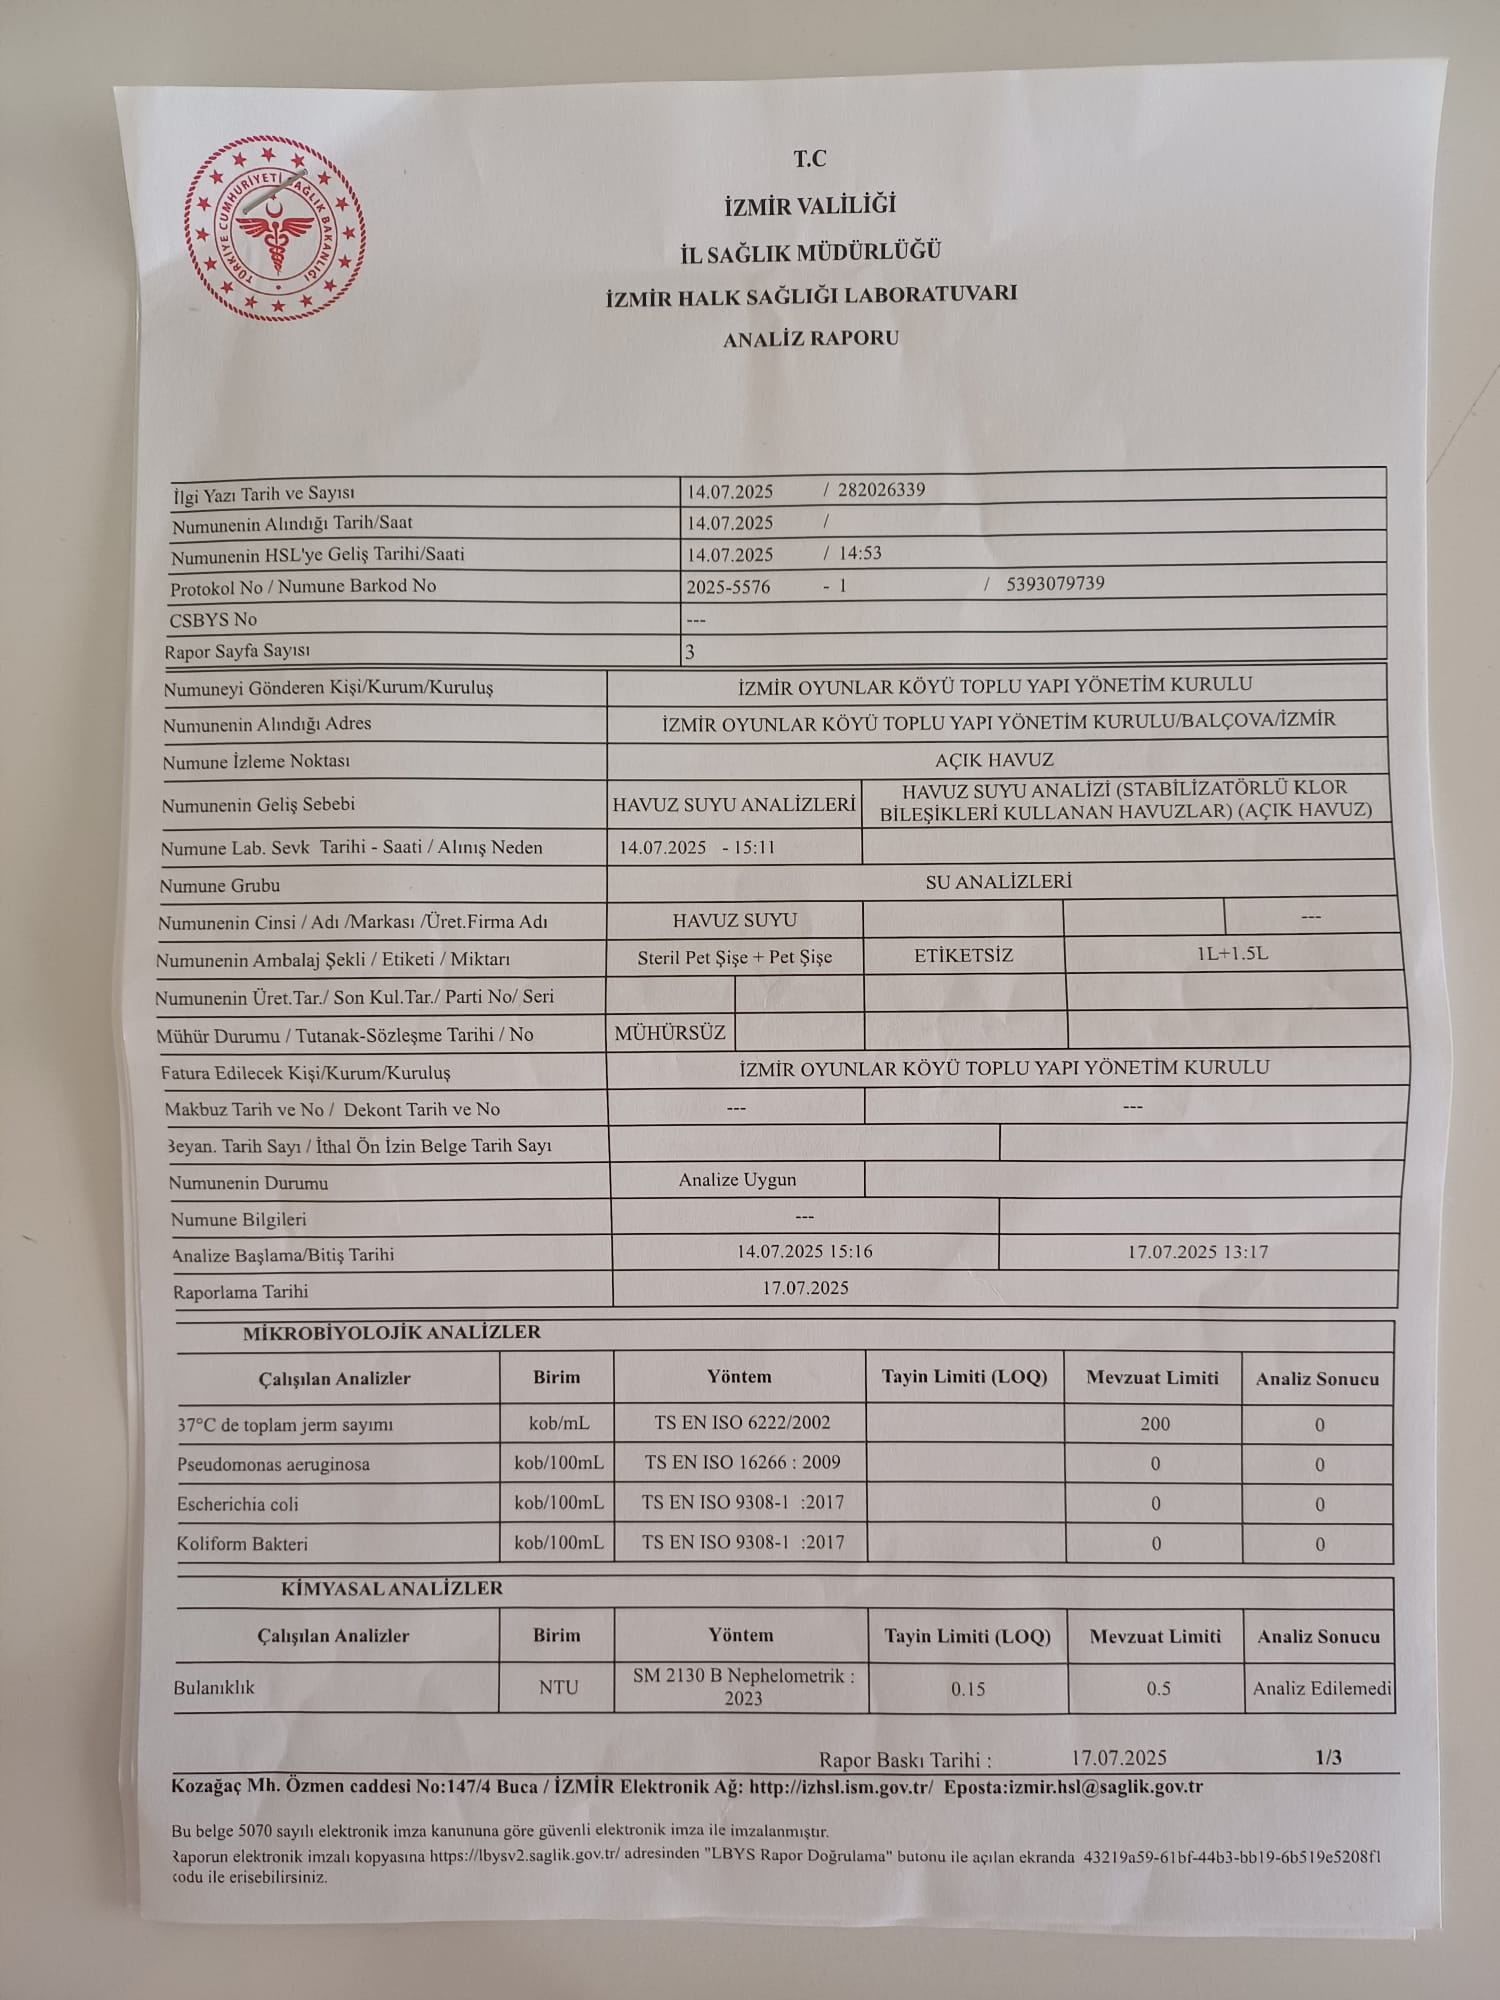 TÜRKİYE CUMHURİYETİ SAĞLIK BAKANLIĞI
T.C
İZMİR VALİLİĞİ
İL SAĞLIK MÜDÜRLÜĞÜ
İZMİR HALK SAĞLIĞI LABORATUVARI
ANALİZ RAPORU
İlgi Yazı Tarih ve Sayısı 14.07.2025 / 282026339
Numunenin Alındığı Tarih/Saat 14.07.2025 /
Numunenin HSL'ye Geliş Tarihi/Saati 14.07.2025 / 14:53
Protokol No / Numune Barkod No 2025-5576 - 1 / 5393079739
CSBYS No ---
Rapor Sayfa Sayısı 3
Numuneyi Gönderen Kişi/Kurum/Kuruluş İZMİR OYUNLAR KÖYÜ TOPLU YAPI YÖNETİM KURULU
Numunenin Alındığı Adres İZMİR OYUNLAR KÖYÜ TOPLU YAPI YÖNETİM KURULU/BALÇOVA/İZMİR
Numune İzleme Noktası AÇIK HAVUZ
Numunenin Geliş Sebebi HAVUZ SUYU ANALİZLERİ HAVUZ SUYU ANALİZİ (STABİLİZATÖRLÜ KLOR
BİLEŞİKLERİ KULLANAN HAVUZLAR) (AÇIK HAVUZ)
Numune Lab. Sevk Tarihi - Saati / Alınış Neden 14.07.2025 - 15:11
Numune Grubu SU ANALİZLERİ
Numunenin Cinsi / Adı /Markası /Üret.Firma Adı HAVUZ SUYU ---
Numunenin Ambalaj Şekli / Etiketi / Miktarı Steril Pet Şişe + Pet Şişe ETİKETSİZ 1L+1.5L
Numunenin Üret.Tar./ Son Kul.Tar./ Parti No/ Seri
Mühür Durumu / Tutanak-Sözleşme Tarihi / No MÜHÜRSÜZ
Fatura Edilecek Kişi/Kurum/Kuruluş İZMİR OYUNLAR KÖYÜ TOPLU YAPI YÖNETİM KURULU
Makbuz Tarih ve No / Dekont Tarih ve No --- ---
Beyan. Tarih Sayı / İthal Ön İzin Belge Tarih Sayı
Numunenin Durumu Analize Uygun
Numune Bilgileri ---
Analize Başlama/Bitiş Tarihi 14.07.2025 15:16 17.07.2025 13:17
Raporlama Tarihi 17.07.2025
MİKROBİYOLOJİK ANALİZLER
Çalışılan Analizler Birim Yöntem Tayin Limiti (LOQ) Mevzuat Limiti Analiz Sonucu
37°C de toplam jerm sayımı kob/mL TS EN ISO 6222/2002 200 0
Pseudomonas aeruginosa kob/100mL TS EN ISO 16266 : 2009 0 0
Escherichia coli kob/100mL TS EN ISO 9308-1 :2017 0 0
Koliform Bakteri kob/100mL TS EN ISO 9308-1 :2017 0 0
KİMYASAL ANALİZLER
Çalışılan Analizler Birim Yöntem Tayin Limiti (LOQ) Mevzuat Limiti Analiz Sonucu
Bulanıklık NTU SM 2130 B Nephelometrik : 2023 0.15 0.5 Analiz Edilemedi
Rapor Baskı Tarihi : 17.07.2025 1/3
Kozağaç Mh. Özmen caddesi No:147/4 Buca / İZMİR Elektronik Ağ: http://izhsl.ism.gov.tr/ Eposta:izmir.hsl@saglik.gov.tr
Bu belge 5070 sayılı elektronik imza kanununa göre güvenli elektronik imza ile imzalanmıştır.
Raporun elektronik imzalı kopyasına https://lbysv2.saglik.gov.tr/ adresinden "LBYS Rapor Doğrulama" butonu ile açılan ekranda 43219a59-61bf-44b3-bb19-6b519e5208f1
kodu ile erisebilirsiniz.